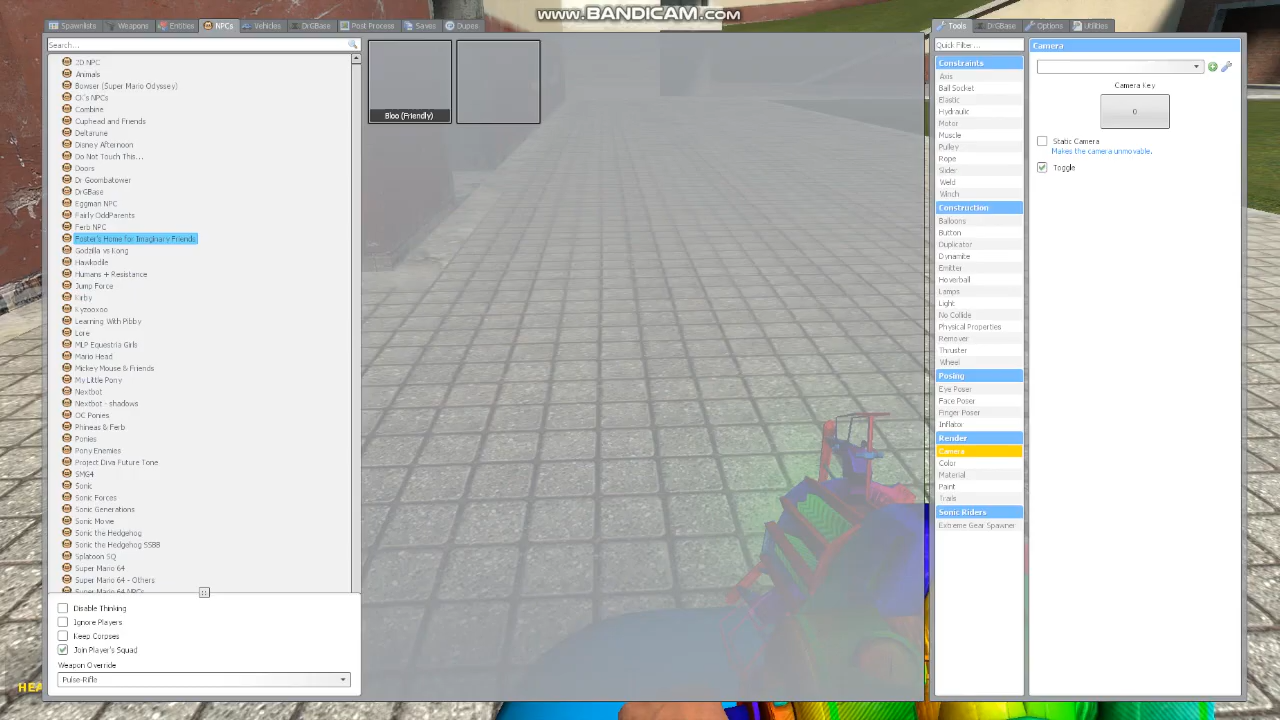 www.BANDICAM.com
Spawnlists
Weapons
Entities
NPCs
Vehicles
DrGBase
Post Process
Saves
Dupes
Search...
2D NPC
Animals
Bowser (Super Mario Odyssey)
CK's NPCs
Combine
Cuphead and Friends
Deltarune
Disney Afternoon
Do Not Touch This...
Doors
Dr Goombatower
DrGBase
Eggman NPC
Fairly OddParents
Ferb NPC
Foster's Home for Imaginary Friends
Godzilla vs Kong
Hawkodile
Humans + Resistance
Jump Force
Kirby
Kyzooxoo
Learning With Pibby
Lore
MLP Equestria Girls
Mario Head
Mickey Mouse & Friends
My Little Pony
Nextbot
Nextbot - shadows
OC Ponies
Phineas & Ferb
Ponies
Pony Enemies
Project Diva Future Tone
SMG4
Sonic
Sonic Forces
Sonic Generations
Sonic Movie
Sonic the Hedgehog
Sonic the Hedgehog SSBB
Splatoon SQ
Super Mario 64
Super Mario 64 - Others
Super Mario 64 NPCs
Disable Thinking
Ignore Players
Keep Corpses
Join Player's Squad
Weapon Override
Pulse-Rifle
HEA
Bloo (Friendly)
Tools
DrGBase
Options
Utilities
Quick Filter ...
Constraints
Axis
Ball Socket
Elastic
Hydraulic
Motor
Muscle
Pulley
Rope
Slider
Weld
Winch
Construction
Balloons
Button
Duplicator
Dynamite
Emitter
Hoverball
Lamps
Light
No Collide
Physical Properties
Remover
Thruster
Wheel
Posing
Eye Poser
Face Poser
Finger Poser
Inflator
Render
Camera
Color
Material
Paint
Trails
Sonic Riders
Extreme Gear Spawner
Camera
Camera Key
0
Static Camera
Makes the camera unmovable.
Toggle